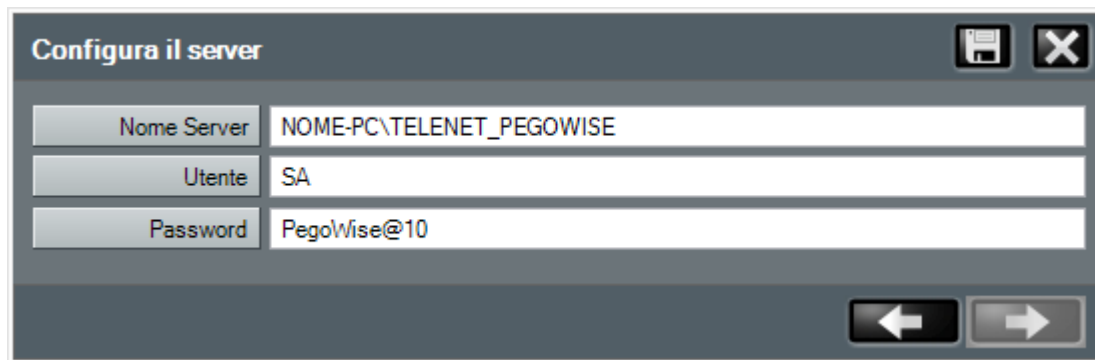 Configura il server
Nome Server NOME-PC\TELENET_PEGOWISE
Utente SA
Password PegoWise@10